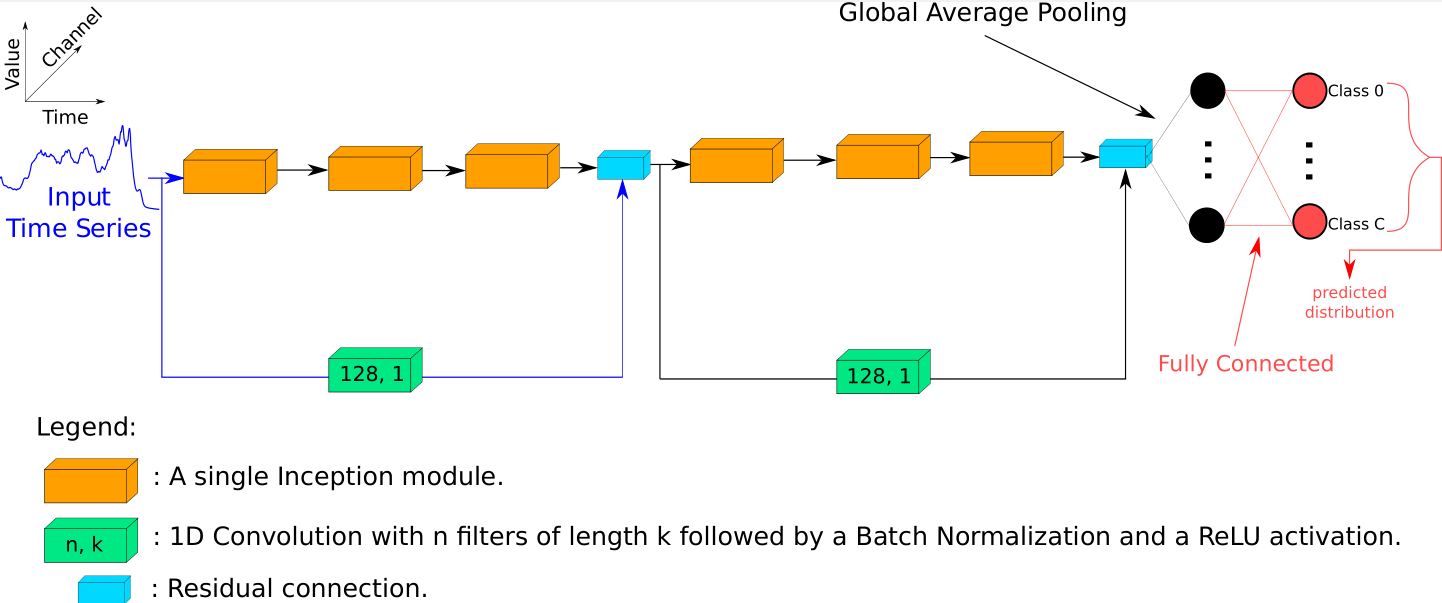 Global Average Pooling
Value
Channel
Time
Input
Time Series
Class 0
Class C
predicted
distribution
Fully Connected
128, 1
128, 1
Legend:
: A single Inception module.
n, k
: 1D Convolution with n filters of length k followed by a Batch Normalization and a ReLU activation.
: Residual connection.